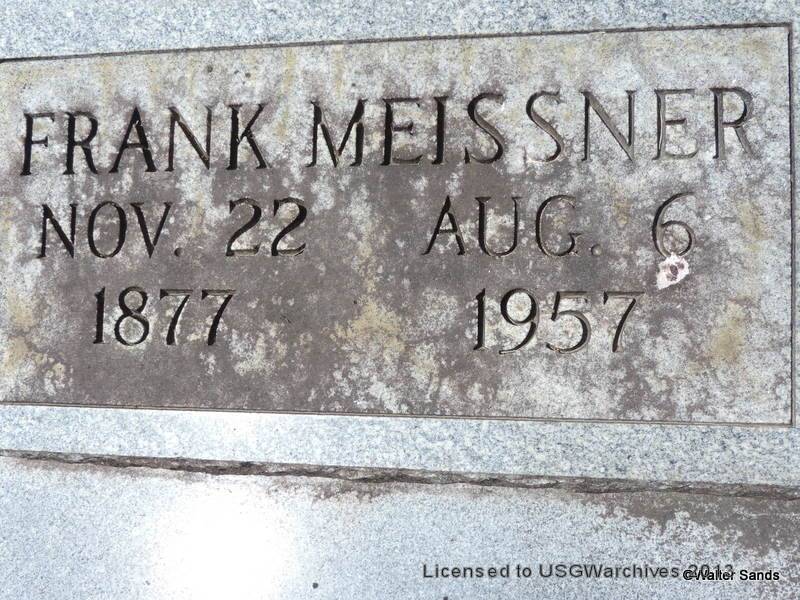 FRANK MEISSNER
NOV. 22 AUG. 6
1877 1957
Licensed to USGWarchives 2013
©Walter Sands